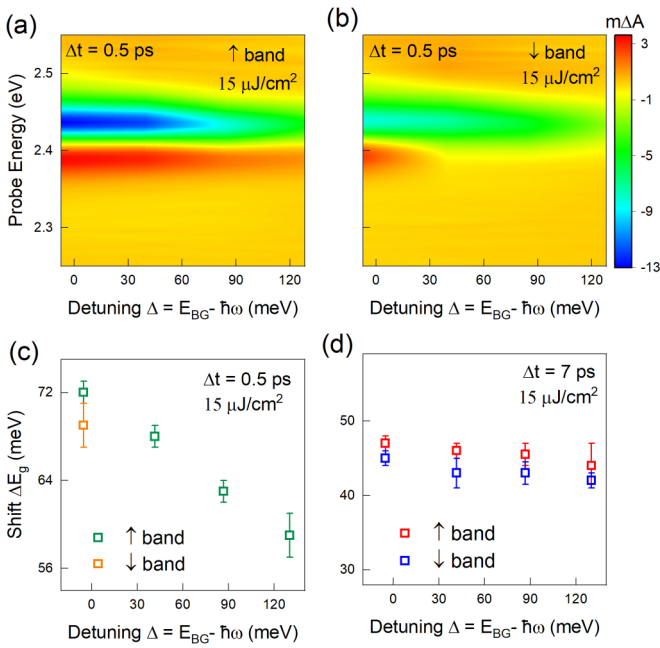 (a)
Δt = 0.5 ps
↑ band
15 μJ/cm²
2.5
2.4
2.3
Probe Energy (eV)
0 30 60 90 120
Detuning Δ = E_BG- ħω (meV)
(b)
Δt = 0.5 ps
↓ band
15 μJ/cm²
0 30 60 90 120
Detuning Δ = E_BG- ħω (meV)
mΔA
3
-1
-5
-9
-13
(c)
Δt = 0.5 ps
15 μJ/cm²
72
64
56
Shift ΔE_g (meV)
↑ band
↓ band
0 30 60 90 120
Detuning Δ = E_BG- ħω (meV)
(d)
Δt = 7 ps
15 μJ/cm²
50
40
30
↑ band
↓ band
0 30 60 90 120
Detuning Δ = E_BG- ħω (meV)